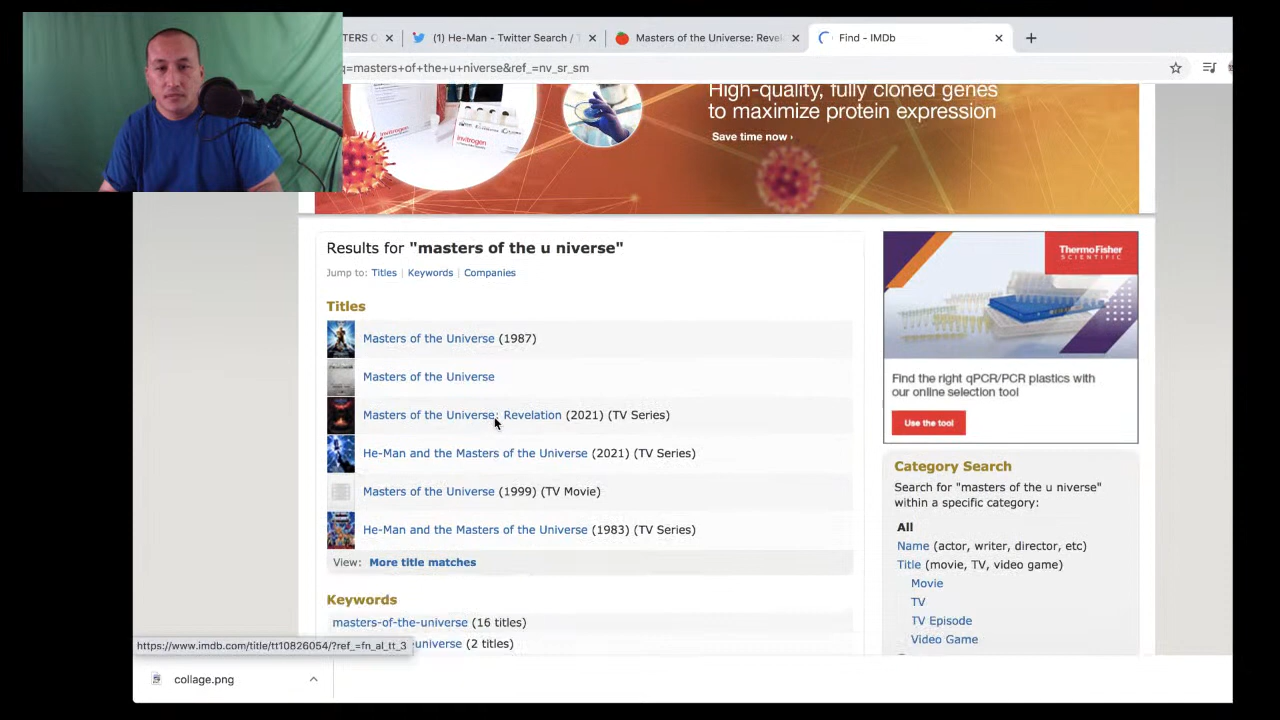 TERS
(1) He-Man - Twitter Search / T
Masters of the Universe: Revel
Find - IMDb
q=masters+of+the+u+niverse&ref_=nv_sr_sm
High-quality, fully cloned genes
to maximize protein expression
Save time now ›
invitrogen
Results for "masters of the u niverse"
Jump to: Titles | Keywords | Companies
Titles
Masters of the Universe (1987)
Masters of the Universe
Masters of the Universe: Revelation (2021) (TV Series)
He-Man and the Masters of the Universe (2021) (TV Series)
Masters of the Universe (1999) (TV Movie)
He-Man and the Masters of the Universe (1983) (TV Series)
View: More title matches
Keywords
masters-of-the-universe (16 titles)
universe (2 titles)
ThermoFisher
SCIENTIFIC
Find the right qPCR/PCR plastics with
our online selection tool
Use the tool
Category Search
Search for "masters of the u niverse"
within a specific category:
All
Name (actor, writer, director, etc)
Title (movie, TV, video game)
Movie
TV
TV Episode
Video Game
https://www.imdb.com/title/tt10826054/?ref_=fn_al_tt_3
collage.png